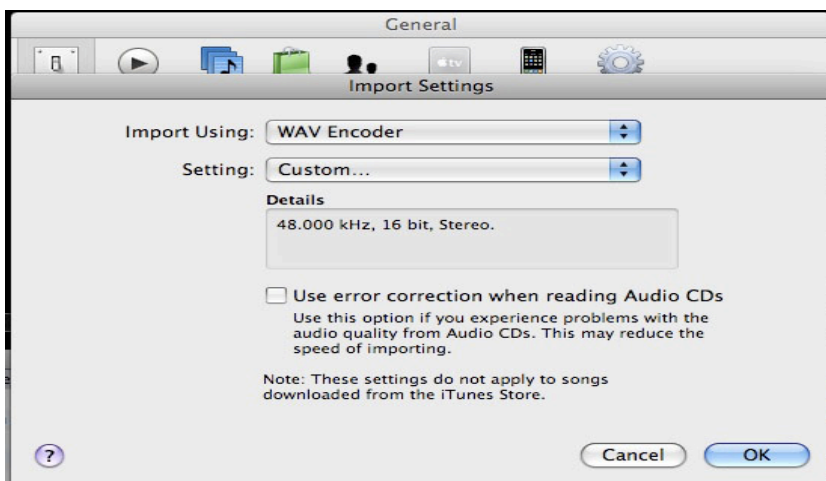 General
tv
Import Settings
Import Using: WAV Encoder
Setting: Custom...
Details
48.000 kHz, 16 bit, Stereo.
Use error correction when reading Audio CDs
Use this option if you experience problems with the
audio quality from Audio CDs. This may reduce the
speed of importing.
Note: These settings do not apply to songs
downloaded from the iTunes Store.
?
Cancel
OK